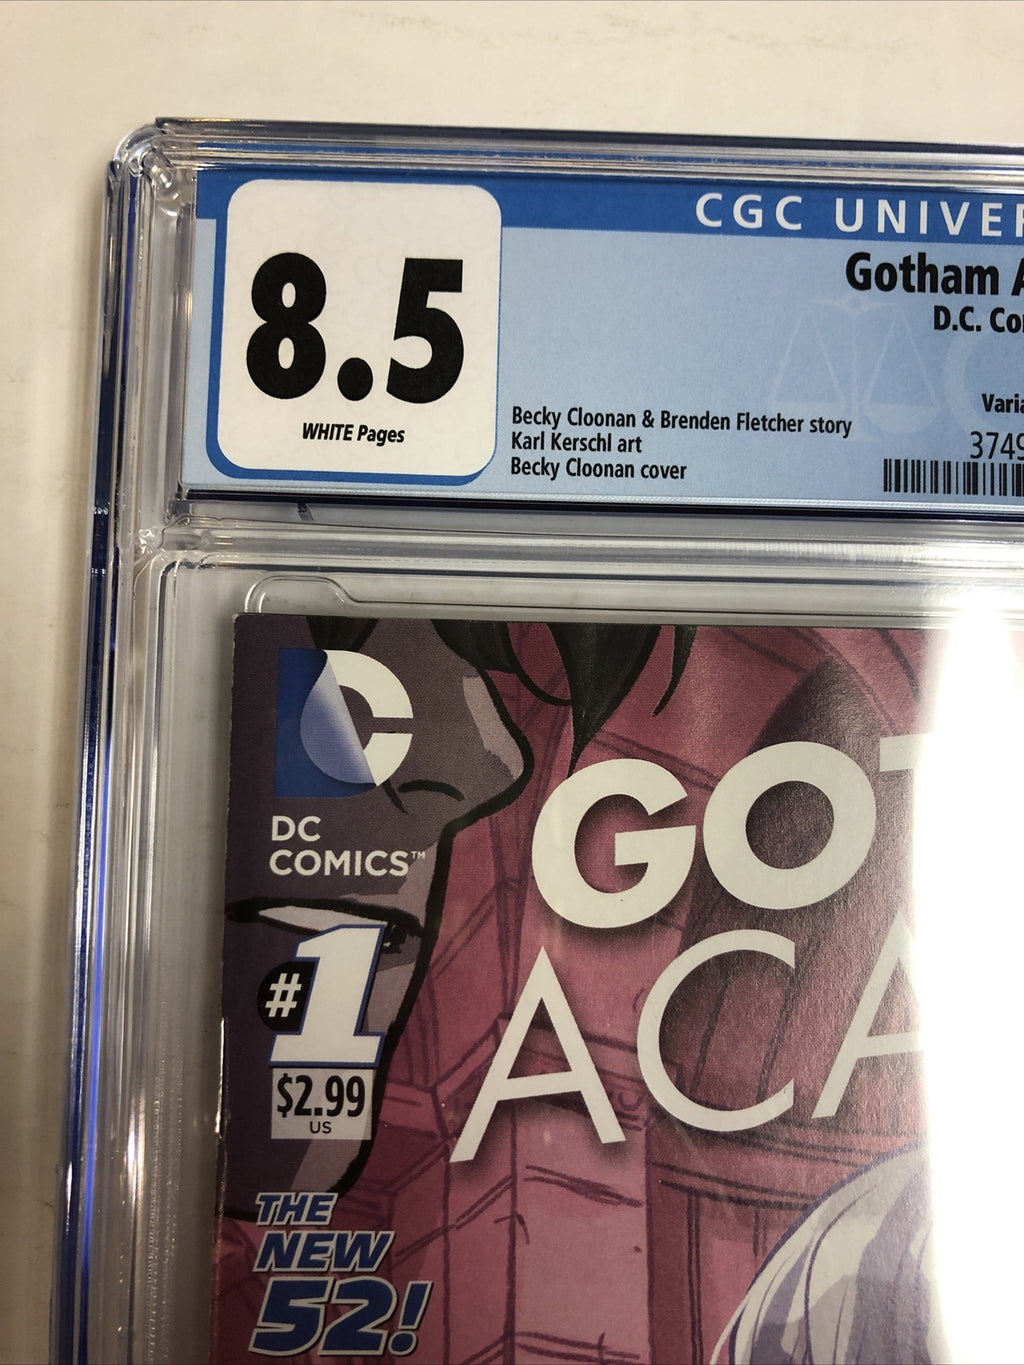 CGC UNIVER
8.5
WHITE Pages
Gotham A
D.C. Co
Varia
3749
Becky Cloonan & Brenden Fletcher story
Karl Kerschl art
Becky Cloonan cover
DC
COMICS™
#1
$2.99
US
THE
NEW
52!
GOT
ACA